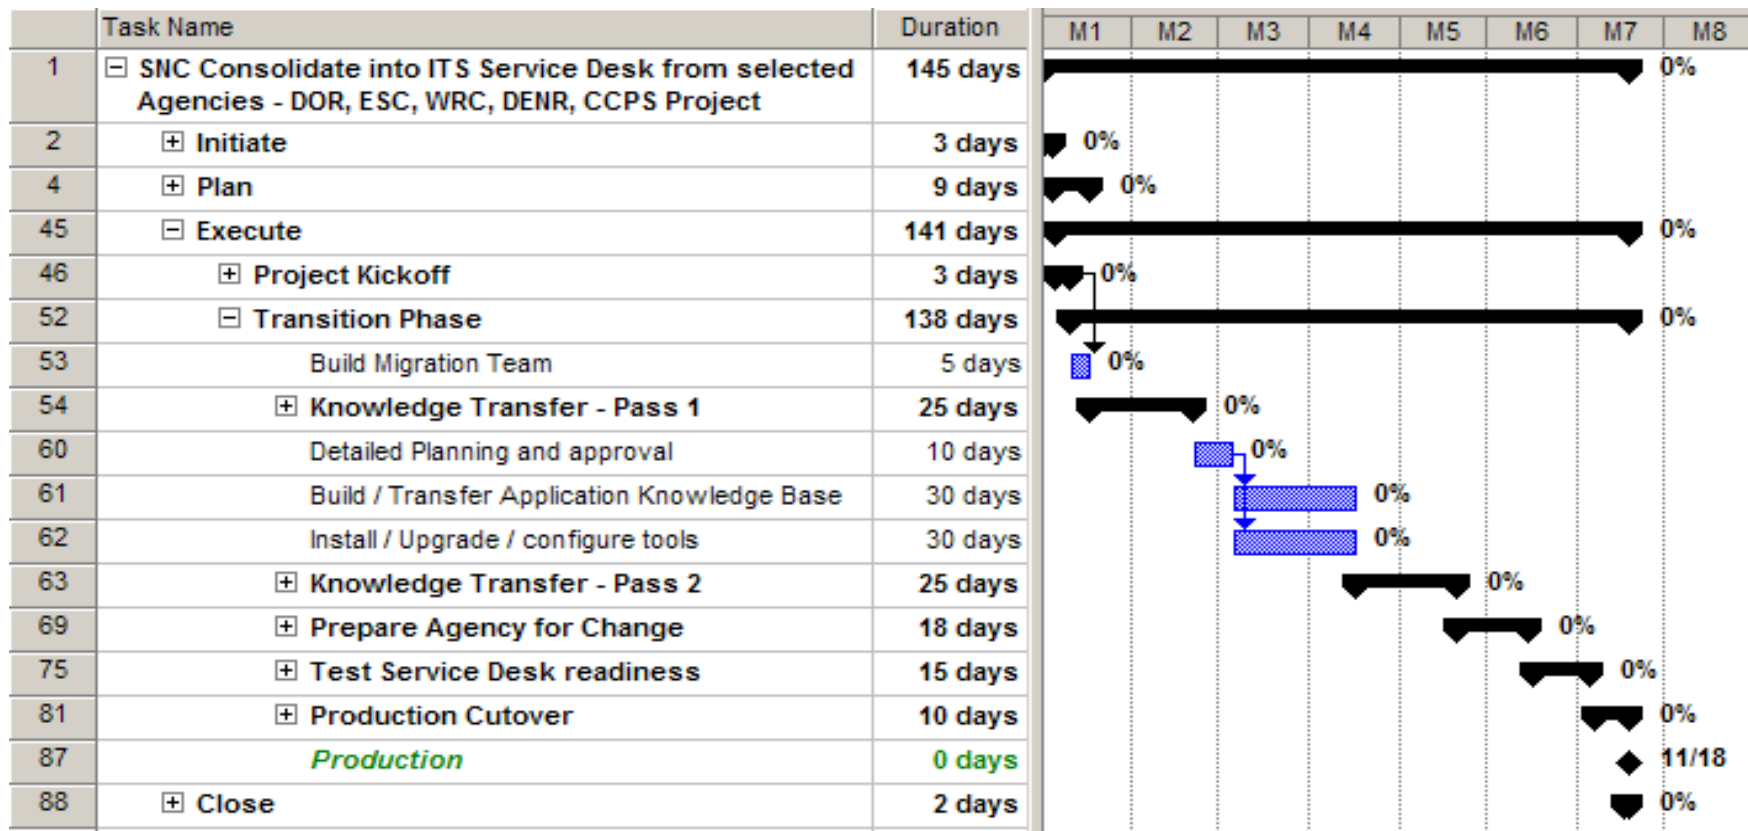 Task Name Duration M1 M2 M3 M4 M5 M6 M7 M8
1 SNC Consolidate into ITS Service Desk from selected 145 days 0%
Agencies - DOR, ESC, WRC, DENR, CCPS Project
2 Initiate 3 days 0%
4 Plan 9 days 0%
45 Execute 141 days 0%
46 Project Kickoff 3 days 0%
52 Transition Phase 138 days 0%
53 Build Migration Team 5 days 0%
54 Knowledge Transfer - Pass 1 25 days 0%
60 Detailed Planning and approval 10 days 0%
61 Build / Transfer Application Knowledge Base 30 days 0%
62 Install / Upgrade / configure tools 30 days 0%
63 Knowledge Transfer - Pass 2 25 days 0%
69 Prepare Agency for Change 18 days 0%
75 Test Service Desk readiness 15 days 0%
81 Production Cutover 10 days 0%
87 Production 0 days 11/18
88 Close 2 days 0%